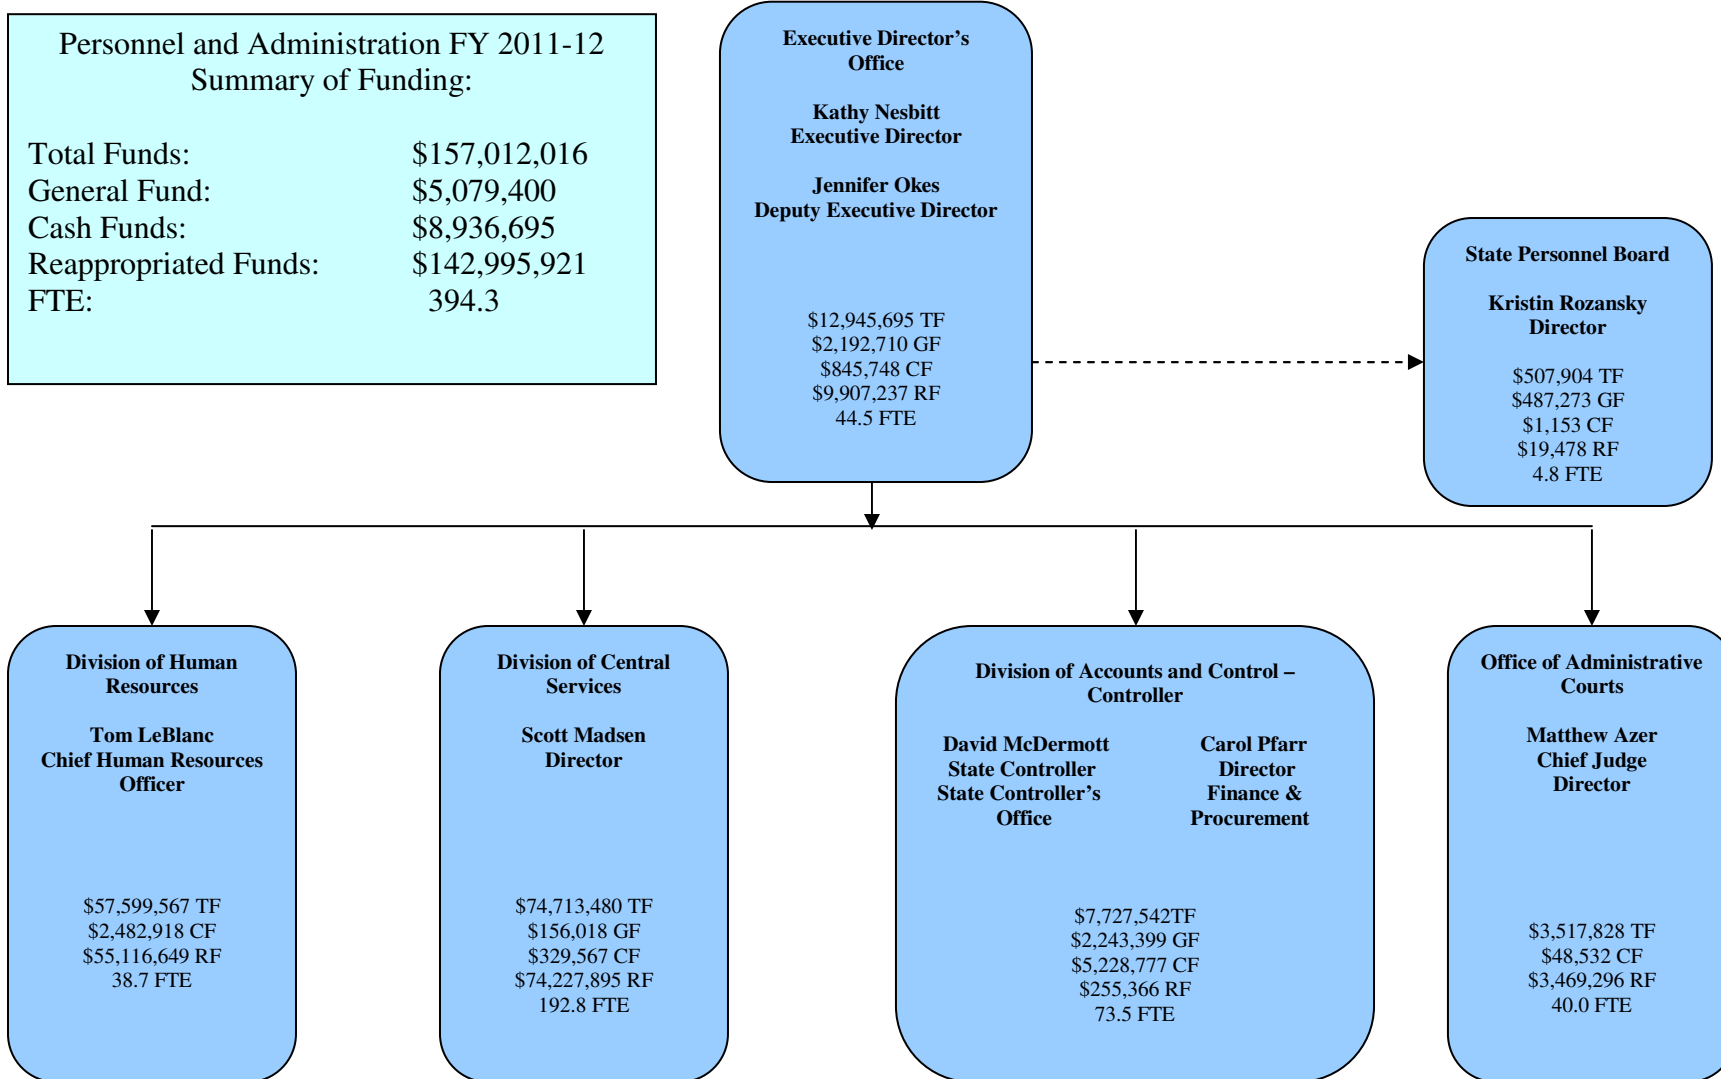 Personnel and Administration FY 2011-12
Summary of Funding:
Total Funds: $157,012,016
General Fund: $5,079,400
Cash Funds: $8,936,695
Reappropriated Funds: $142,995,921
FTE: 394.3
Executive Director’s
Office
Kathy Nesbitt
Executive Director
Jennifer Okes
Deputy Executive Director
$12,945,695 TF
$2,192,710 GF
$845,748 CF
$9,907,237 RF
44.5 FTE
State Personnel Board
Kristin Rozansky
Director
$507,904 TF
$487,273 GF
$1,153 CF
$19,478 RF
4.8 FTE
Division of Human
Resources
Tom LeBlanc
Chief Human Resources
Officer
$57,599,567 TF
$2,482,918 CF
$55,116,649 RF
38.7 FTE
Division of Central
Services
Scott Madsen
Director
$74,713,480 TF
$156,018 GF
$329,567 CF
$74,227,895 RF
192.8 FTE
Division of Accounts and Control –
Controller
David McDermott
State Controller
State Controller’s
Office
Carol Pfarr
Director
Finance &
Procurement
$7,727,542TF
$2,243,399 GF
$5,228,777 CF
$255,366 RF
73.5 FTE
Office of Administrative
Courts
Matthew Azer
Chief Judge
Director
$3,517,828 TF
$48,532 CF
$3,469,296 RF
40.0 FTE